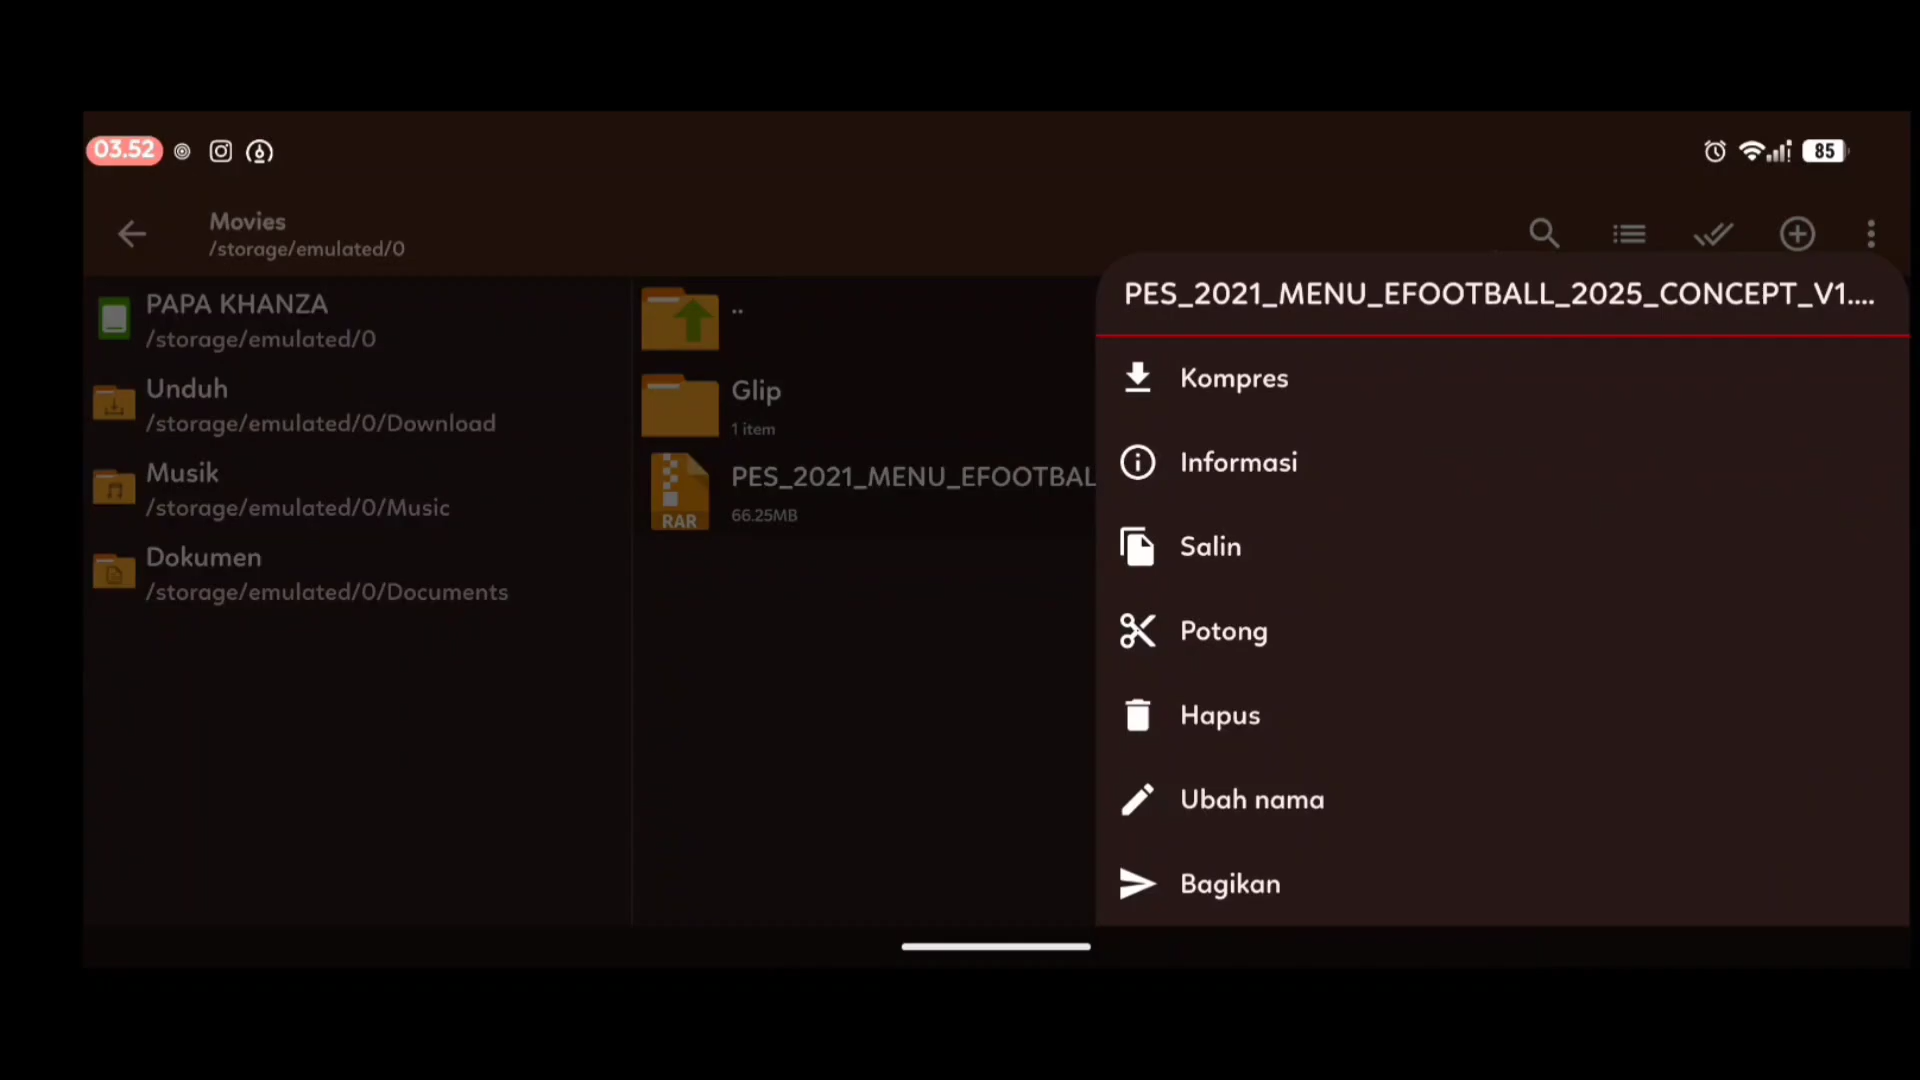 03.52
85
Movies
/storage/emulated/0
PAPA KHANZA
/storage/emulated/0
Unduh
/storage/emulated/0/Download
Musik
/storage/emulated/0/Music
Dokumen
/storage/emulated/0/Documents
..
Glip
1 item
PES_2021_MENU_EFOOTBAL
RAR
66.25MB
PES_2021_MENU_EFOOTBALL_2025_CONCEPT_V1....
Kompres
Informasi
Salin
Potong
Hapus
Ubah nama
Bagikan